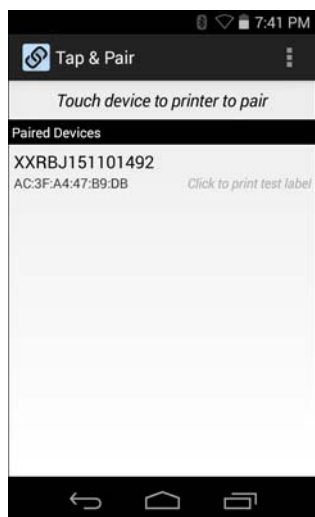 7:41 PM
Tap & Pair
Touch device to printer to pair
Paired Devices
XXRBJ151101492
AC:3F:A4:47:B9:DB
Click to print test label